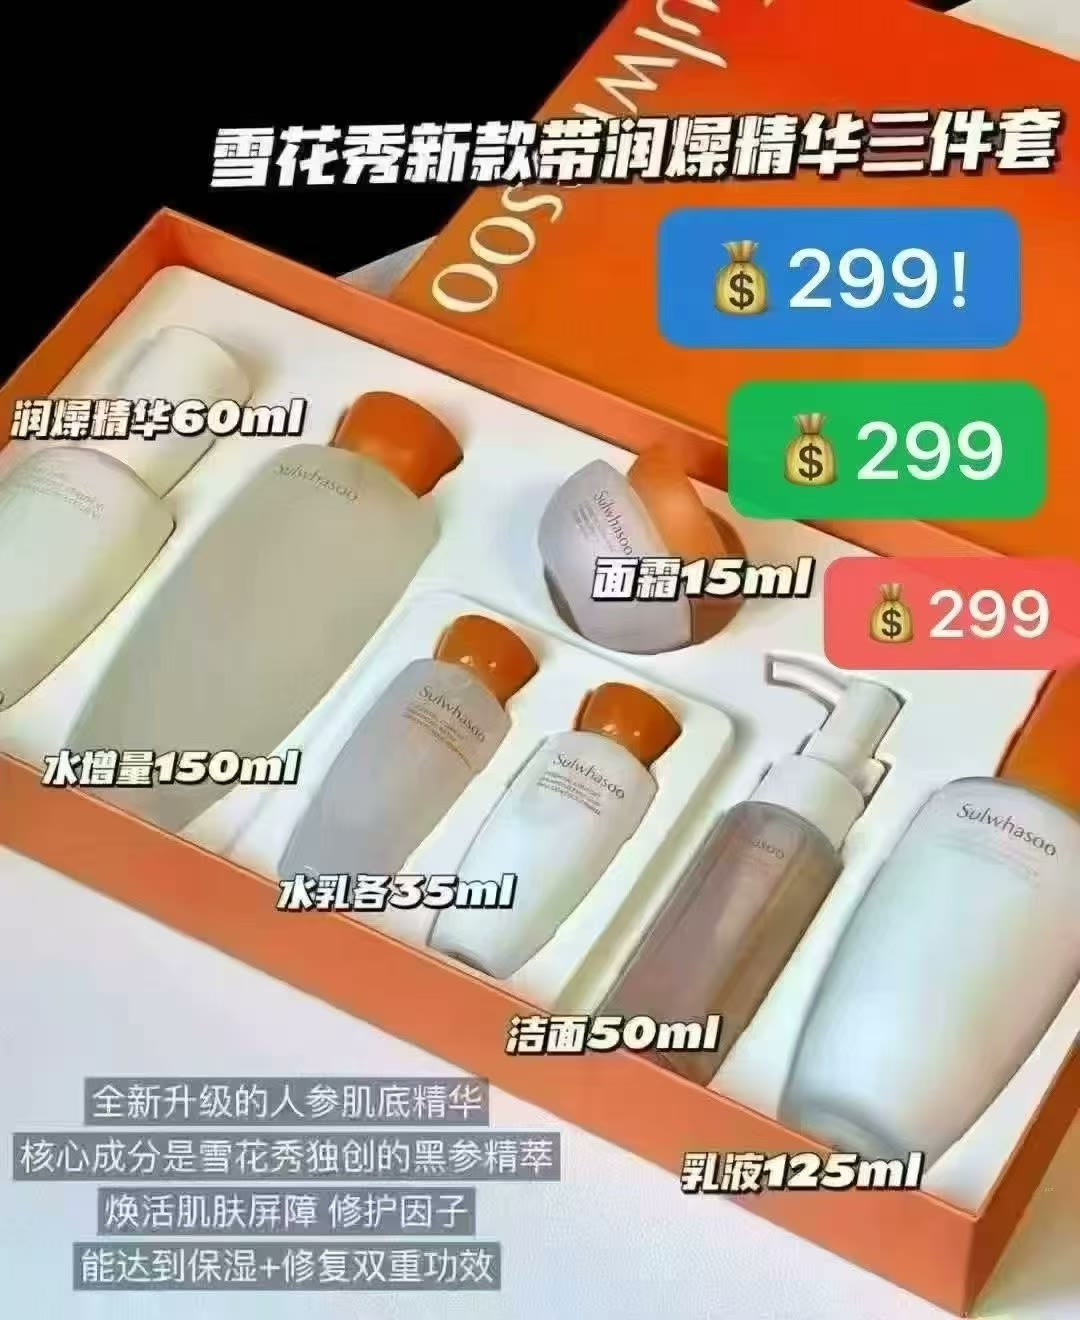 Sulwhasoo
雪花秀新款带润燥精华三件套
💰299!
💰299
💰299
润燥精华60ml
Sulwhasoo
Sulwhasoo
面霜15ml
水增量150ml
Sulwhasoo
Sulwhasoo
水乳各35ml
Sulwhasoo
洁面50ml
乳液125ml
全新升级的人参肌底精华
核心成分是雪花秀独创的黑参精萃
焕活肌肤屏障 修护因子
能达到保湿+修复双重功效